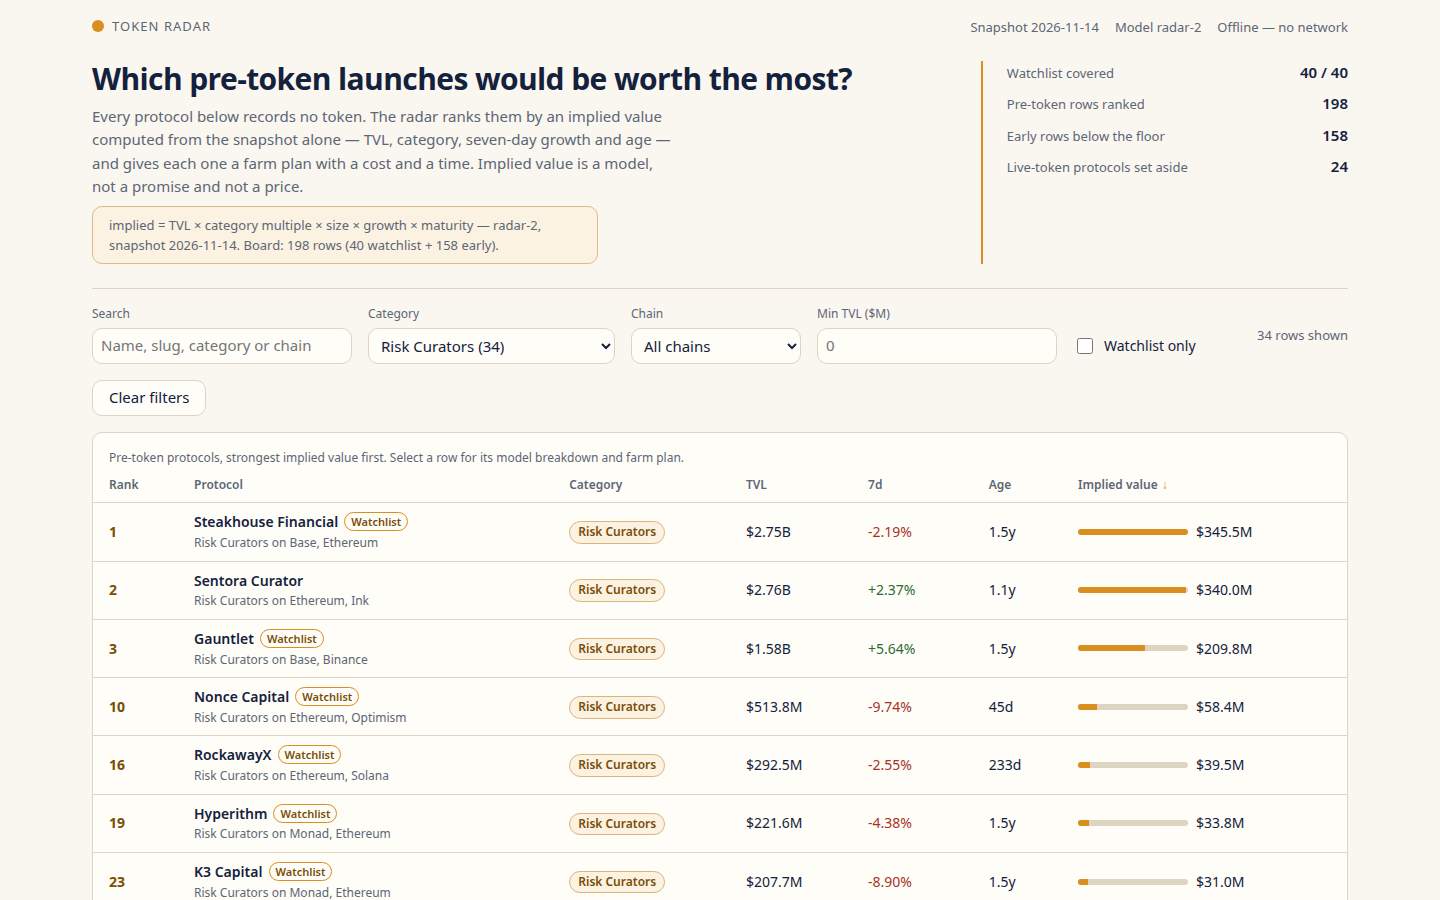 TOKEN RADAR
Snapshot 2026-11-14 Model radar-2 Offline — no network
Which pre-token launches would be worth the most?
Every protocol below records no token. The radar ranks them by an implied value
computed from the snapshot alone — TVL, category, seven-day growth and age —
and gives each one a farm plan with a cost and a time. Implied value is a model,
not a promise and not a price.
implied = TVL × category multiple × size × growth × maturity — radar-2,
snapshot 2026-11-14. Board: 198 rows (40 watchlist + 158 early).
Watchlist covered 40 / 40
Pre-token rows ranked 198
Early rows below the floor 158
Live-token protocols set aside 24
Search Category Chain Min TVL ($M)
Name, slug, category or chain Risk Curators (34) All chains 0 Watchlist only 34 rows shown
Clear filters
Pre-token protocols, strongest implied value first. Select a row for its model breakdown and farm plan.
Rank Protocol Category TVL 7d Age Implied value ↓
1 Steakhouse Financial Watchlist Risk Curators $2.75B -2.19% 1.5y $345.5M
Risk Curators on Base, Ethereum
2 Sentora Curator Risk Curators $2.76B +2.37% 1.1y $340.0M
Risk Curators on Ethereum, Ink
3 Gauntlet Watchlist Risk Curators $1.58B +5.64% 1.5y $209.8M
Risk Curators on Base, Binance
10 Nonce Capital Watchlist Risk Curators $513.8M -9.74% 45d $58.4M
Risk Curators on Ethereum, Optimism
16 RockawayX Watchlist Risk Curators $292.5M -2.55% 233d $39.5M
Risk Curators on Ethereum, Solana
19 Hyperithm Watchlist Risk Curators $221.6M -4.38% 1.5y $33.8M
Risk Curators on Monad, Ethereum
23 K3 Capital Watchlist Risk Curators $207.7M -8.90% 1.5y $31.0M
Risk Curators on Monad, Ethereum